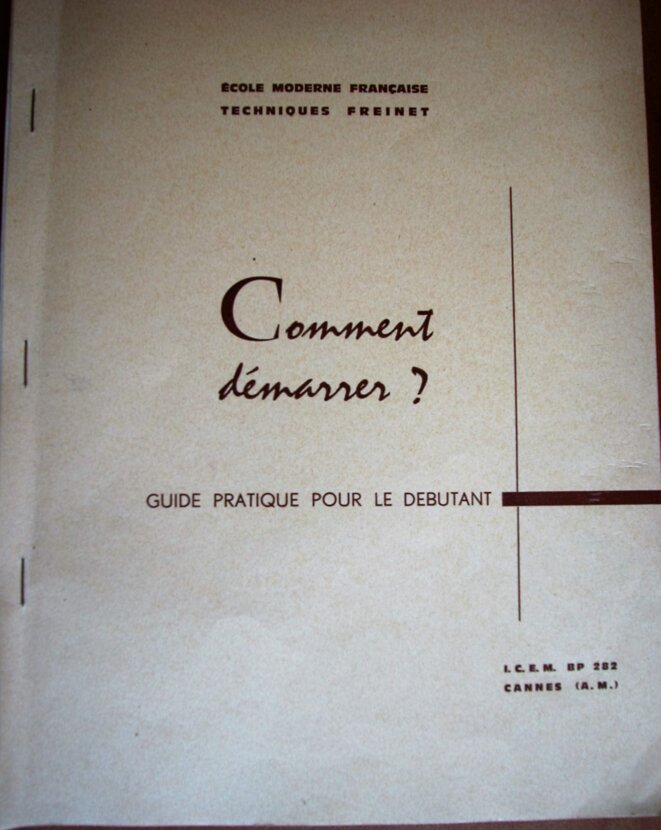 ÉCOLE MODERNE FRANÇAISE
TECHNIQUES FREINET
Comment
démarrer ?
GUIDE PRATIQUE POUR LE DEBUTANT
I.C.E.M. BP 282
CANNES (A.M.)